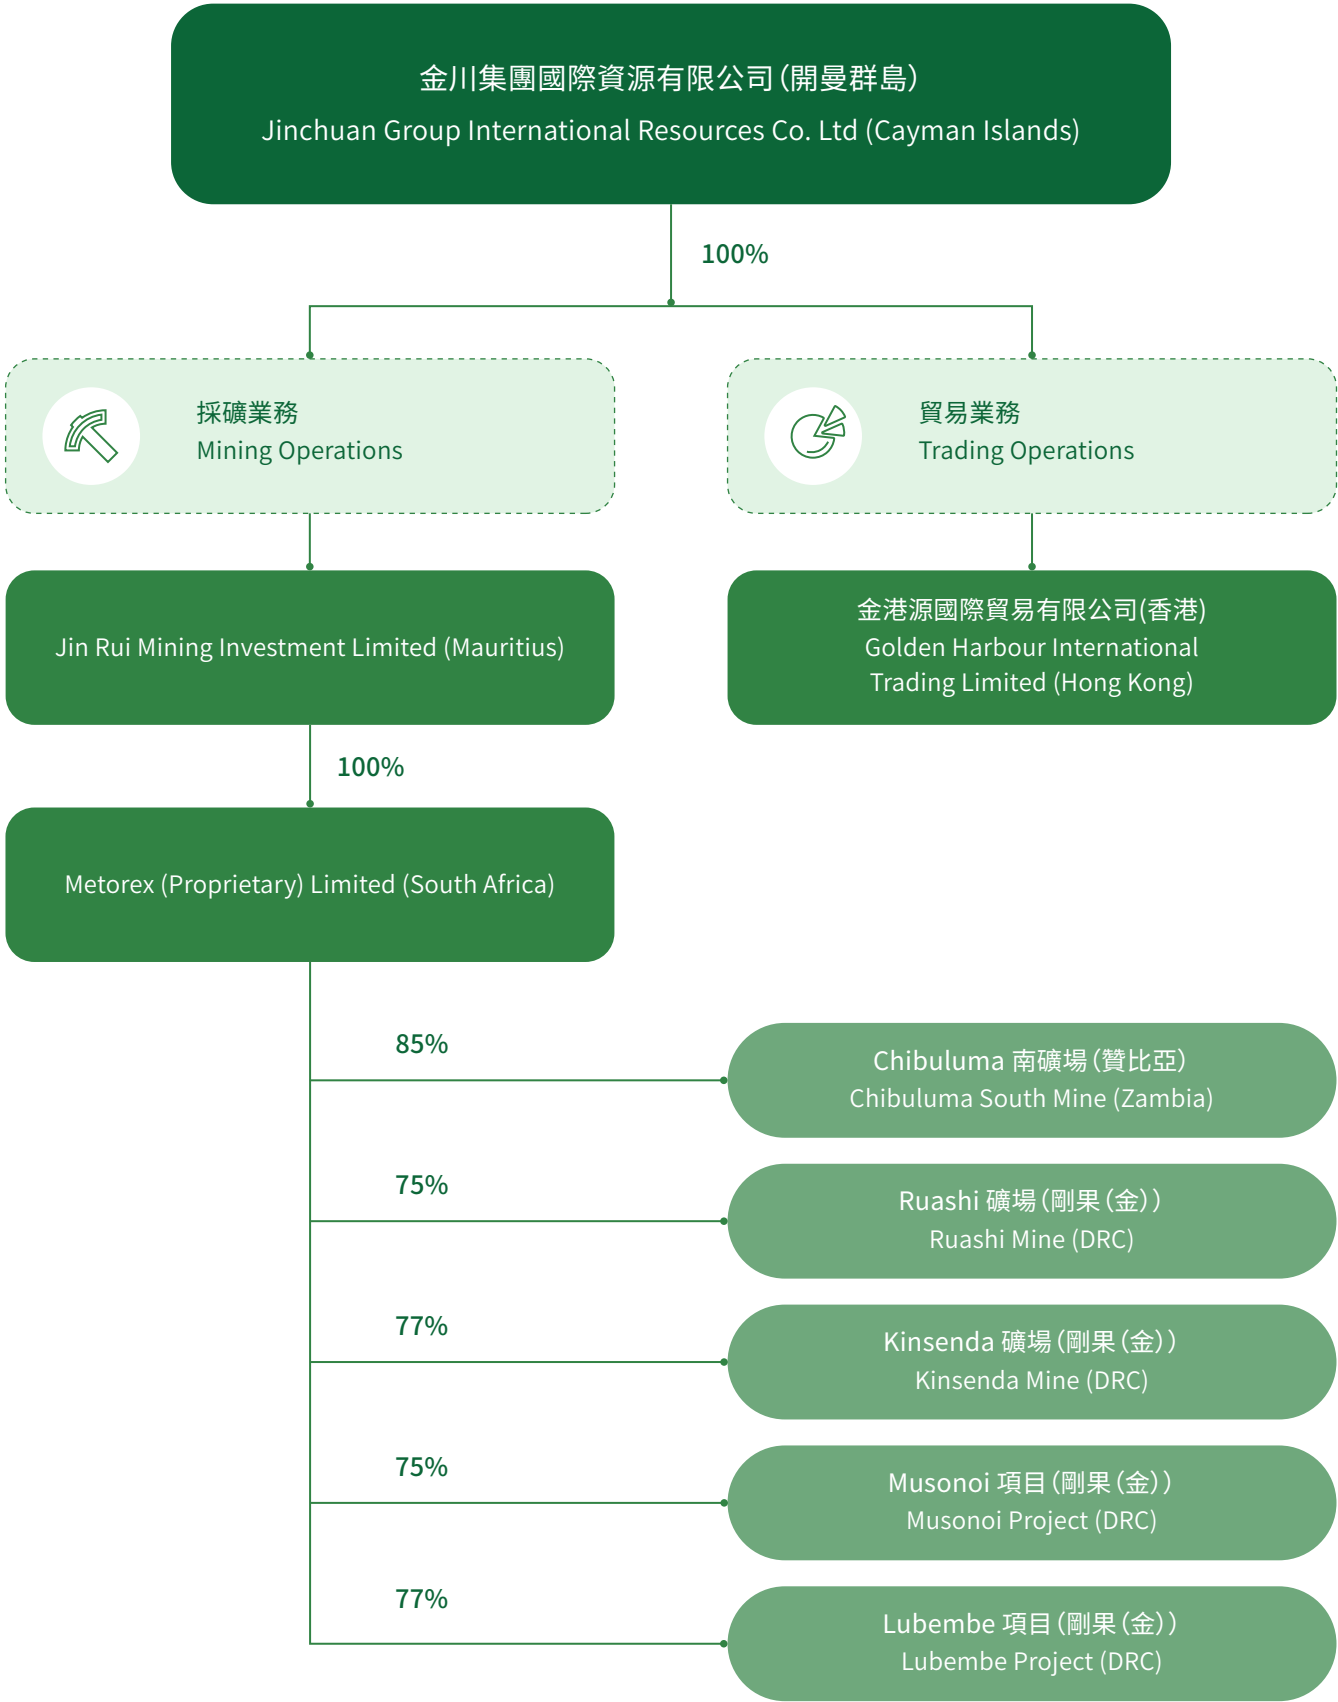 金川集團國際資源有限公司（開曼群島）
Jinchuan Group International Resources Co. Ltd (Cayman Islands)
100%
採礦業務
Mining Operations
貿易業務
Trading Operations
Jin Rui Mining Investment Limited (Mauritius)
金港源國際貿易有限公司(香港)
Golden Harbour International
Trading Limited (Hong Kong)
100%
Metorex (Proprietary) Limited (South Africa)
85%
Chibuluma 南礦場（贊比亞）
Chibuluma South Mine (Zambia)
75%
Ruashi 礦場（剛果（金））
Ruashi Mine (DRC)
77%
Kinsenda 礦場（剛果（金））
Kinsenda Mine (DRC)
75%
Musonoi 項目（剛果（金））
Musonoi Project (DRC)
77%
Lubembe 項目（剛果（金））
Lubembe Project (DRC)